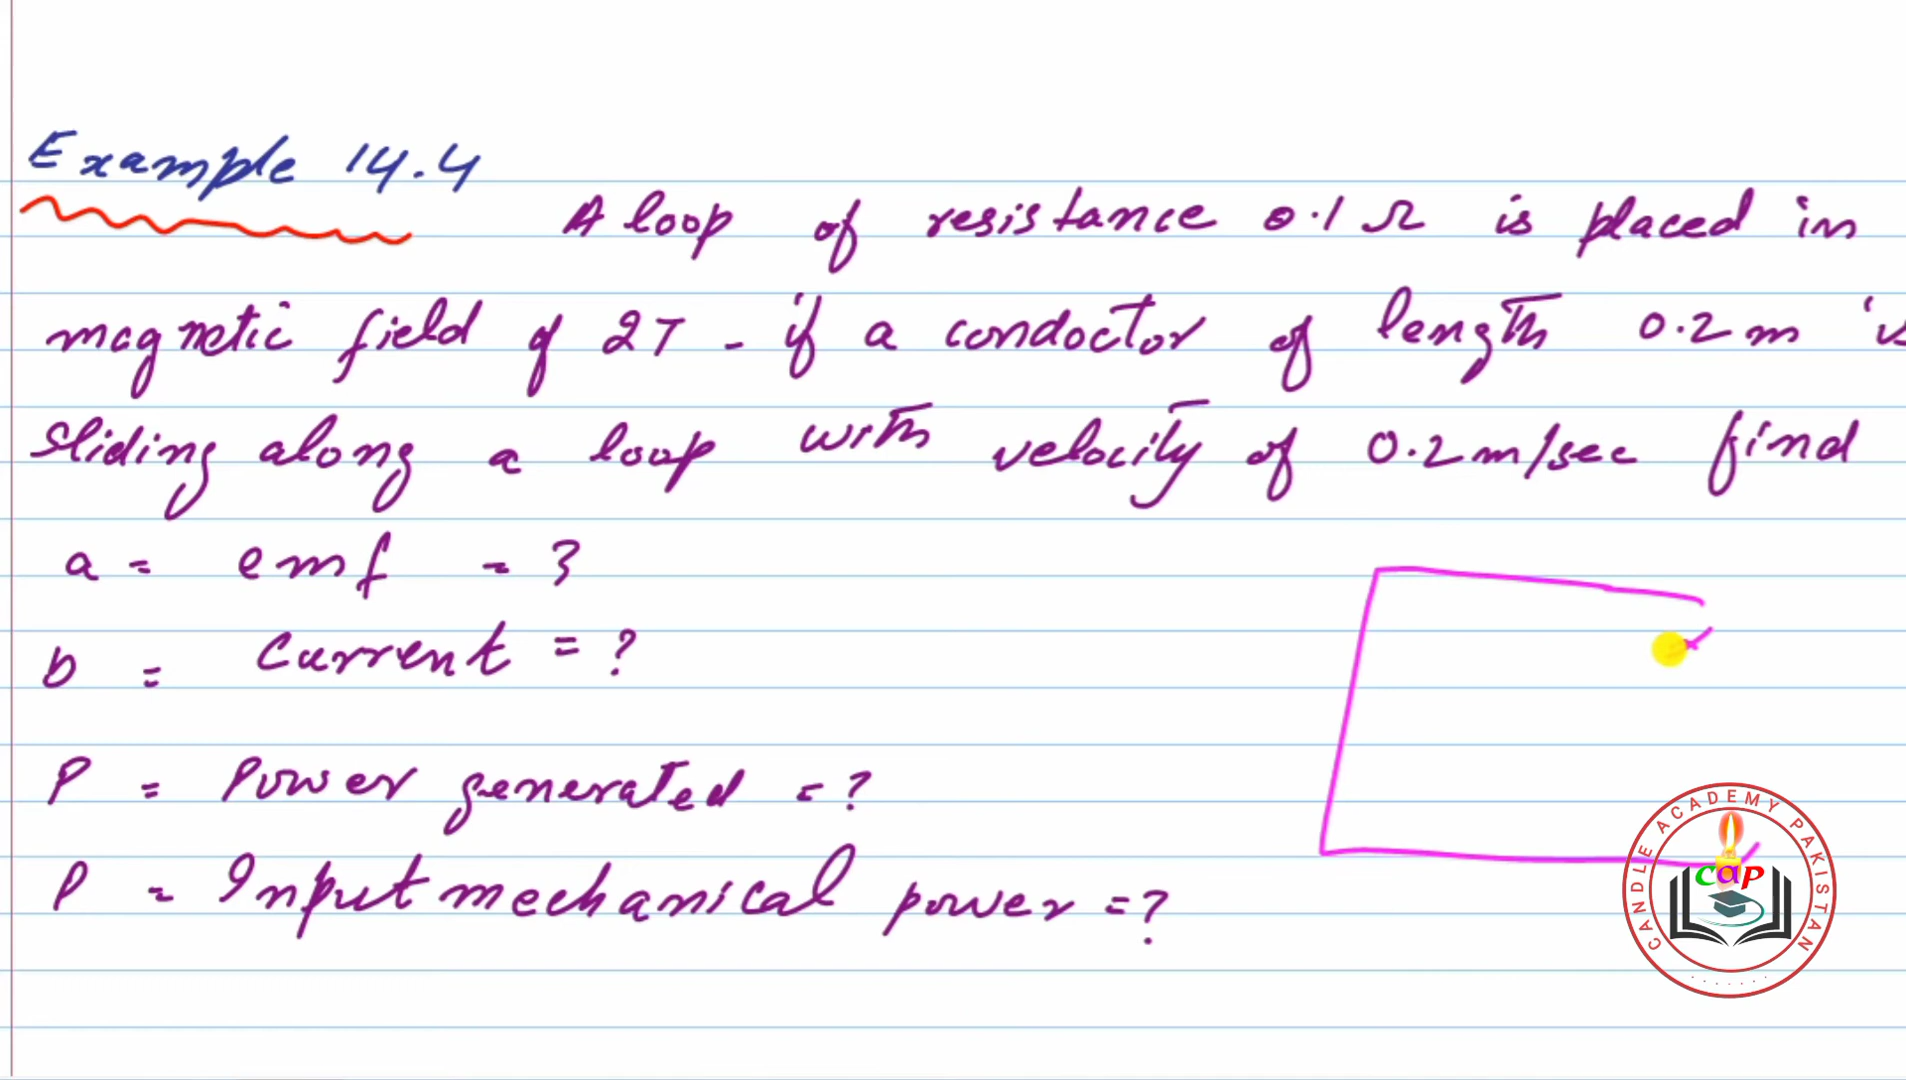 Example 14.4
A loop of resistance 0.1 Ω is placed in
magnetic field of 2T - if a condoctor of length 0.2 m is
sliding along a loop with velocity of 0.2 m/sec find
a = emf = ?
b = Current = ?
P = Power generated = ?
P = Input mechanical power = ?
CANDLE ACADEMY PAKISTAN
cap